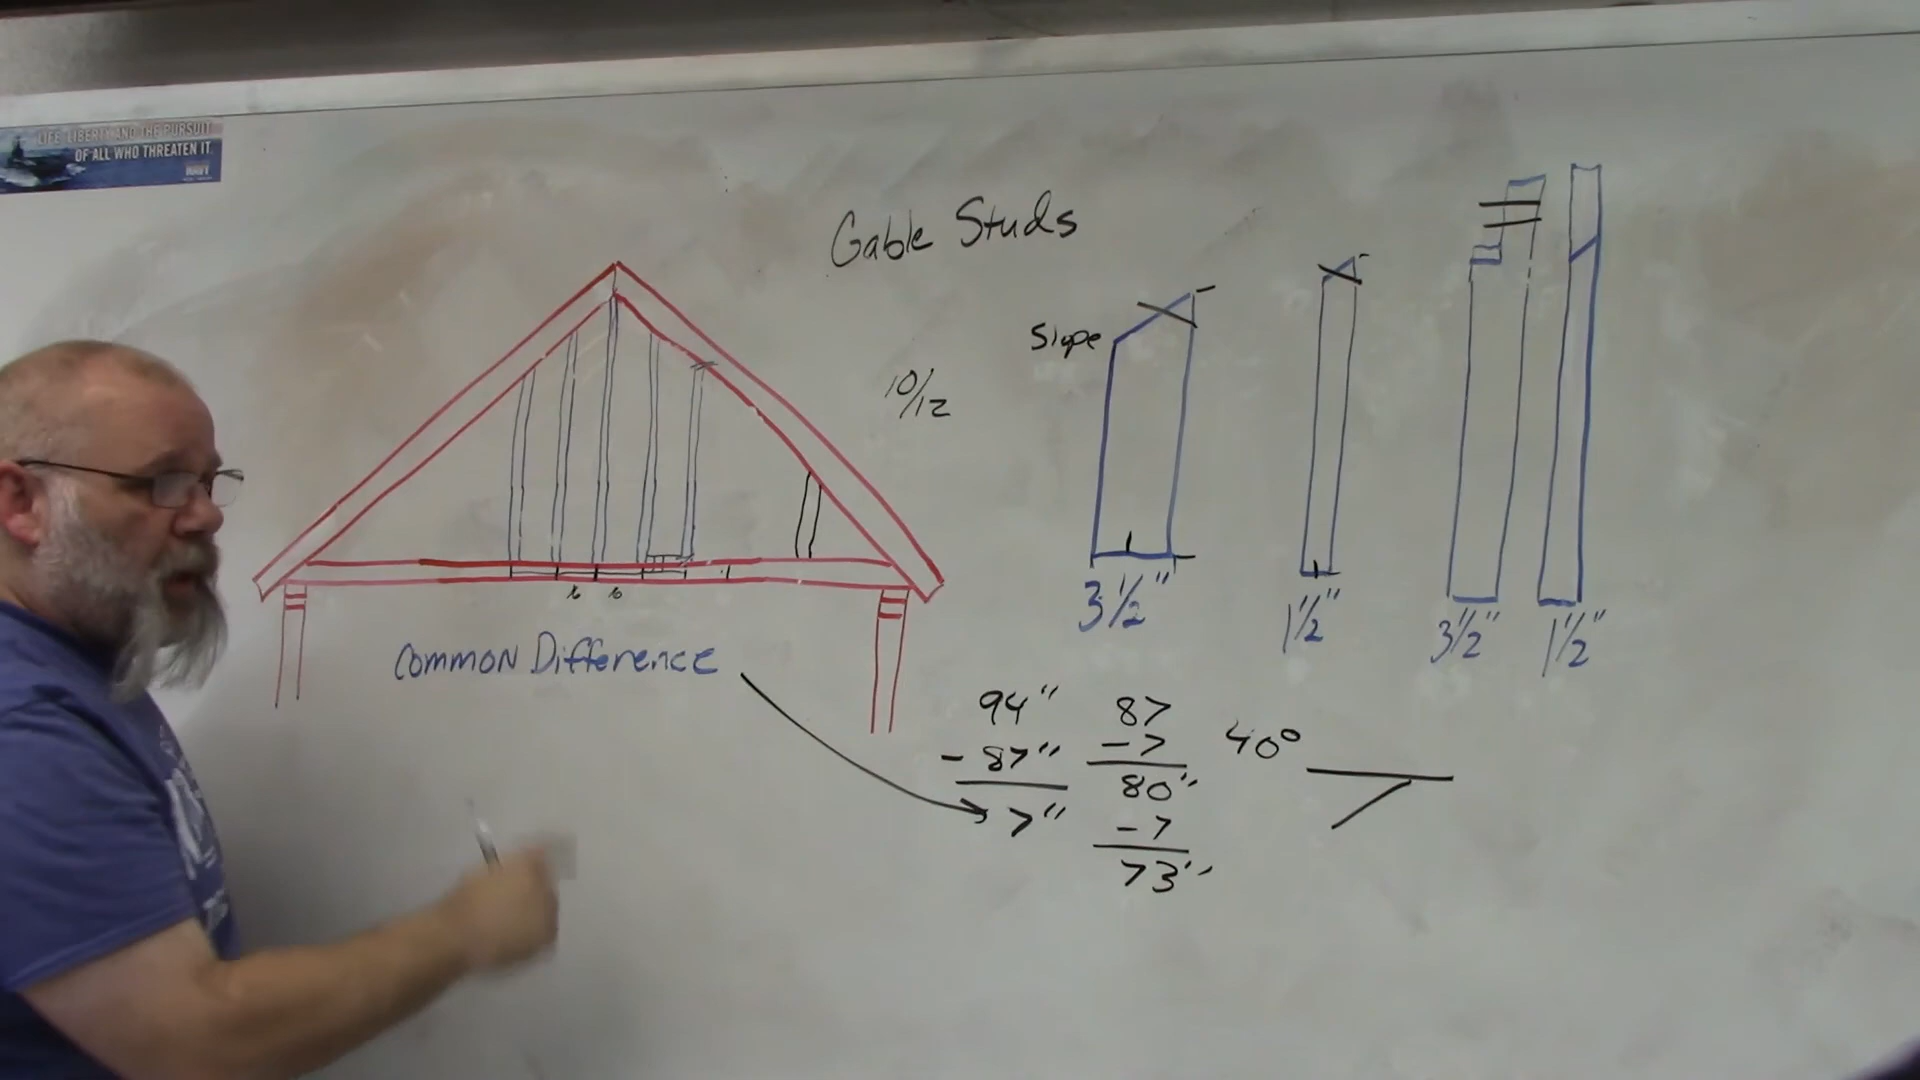 LIFE, LIBERTY AND THE PURSUIT
OF ALL WHO THREATEN IT.
NAVY
Gable Studs
10/12
Slope
3 1/2"
1 1/2"
3 1/2"
1 1/2"
Common Difference
94"
- 87"
7"
87
- 7
80"
- 7
73"
40°